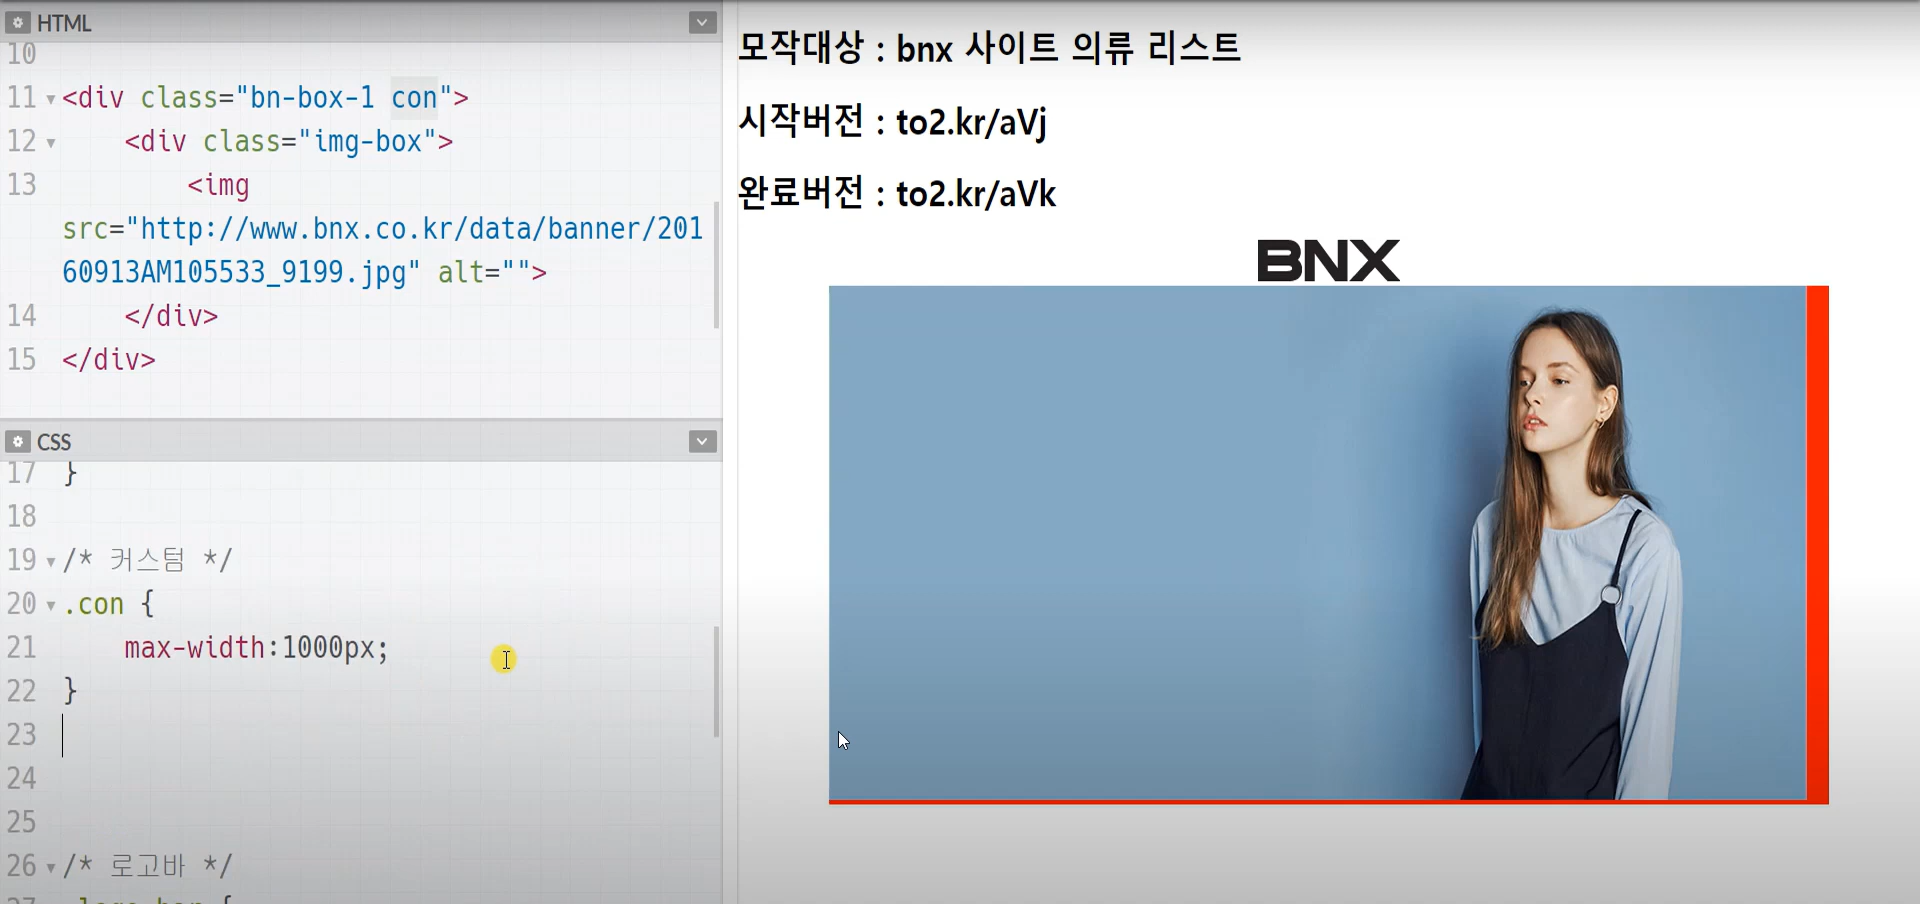 HTML
10
11 <div class="bn-box-1 con">
12 <div class="img-box">
13 <img
src="http://www.bnx.co.kr/data/banner/201
60913AM105533_9199.jpg" alt="">
14 </div>
15 </div>
CSS
17 }
18
19 /* 커스텀 */
20 .con {
21 max-width:1000px;
22 }
23
24
25
26 /* 로고바 */
모작대상 : bnx 사이트 의류 리스트
시작버전 : to2.kr/aVj
완료버전 : to2.kr/aVk
BNX